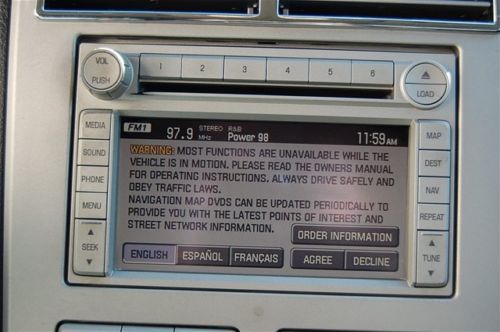 VOL
PUSH
1 2 3 4 5 6
LOAD
MEDIA
SOUND
PHONE
MENU
SEEK
MAP
DEST
NAV
REPEAT
TUNE
FM1 97.9 MHz STEREO R&B Power 98 11:59AM
WARNING: MOST FUNCTIONS ARE UNAVAILABLE WHILE THE
VEHICLE IS IN MOTION. PLEASE READ THE OWNERS MANUAL
FOR OPERATING INSTRUCTIONS. ALWAYS DRIVE SAFELY AND
OBEY TRAFFIC LAWS.
NAVIGATION MAP DVDS CAN BE UPDATED PERIODICALLY TO
PROVIDE YOU WITH THE LATEST POINTS OF INTEREST AND
STREET NETWORK INFORMATION.
ORDER INFORMATION
ENGLISH ESPAÑOL FRANÇAIS AGREE DECLINE